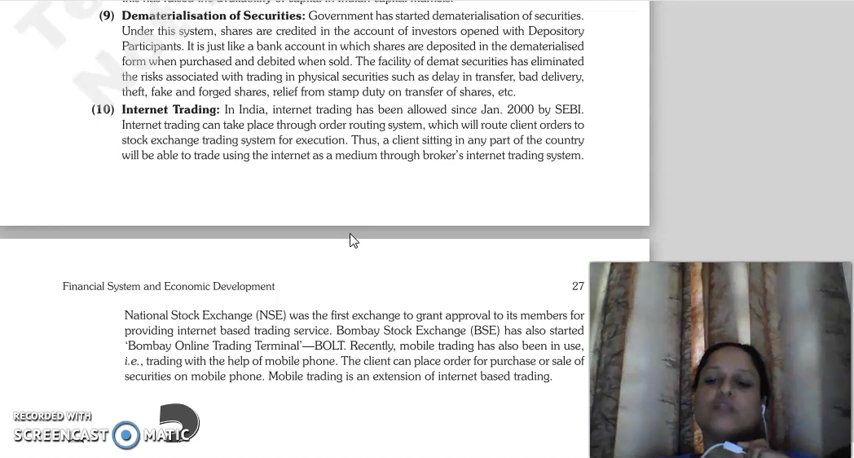 (9) Dematerialisation of Securities: Government has started dematerialisation of securities.
Under this system, shares are credited in the account of investors opened with Depository
Participants. It is just like a bank account in which shares are deposited in the dematerialised
form when purchased and debited when sold. The facility of demat securities has eliminated
the risks associated with trading in physical securities such as delay in transfer, bad delivery,
theft, fake and forged shares, relief from stamp duty on transfer of shares, etc.
(10) Internet Trading: In India, internet trading has been allowed since Jan. 2000 by SEBI.
Internet trading can take place through order routing system, which will route client orders to
stock exchange trading system for execution. Thus, a client sitting in any part of the country
will be able to trade using the internet as a medium through broker's internet trading system.
Financial System and Economic Development 27
National Stock Exchange (NSE) was the first exchange to grant approval to its members for
providing internet based trading service. Bombay Stock Exchange (BSE) has also started
'Bombay Online Trading Terminal'—BOLT. Recently, mobile trading has also been in use,
i.e., trading with the help of mobile phone. The client can place order for purchase or sale of
securities on mobile phone. Mobile trading is an extension of internet based trading.
RECORDED WITH
SCREENCAST MATIC